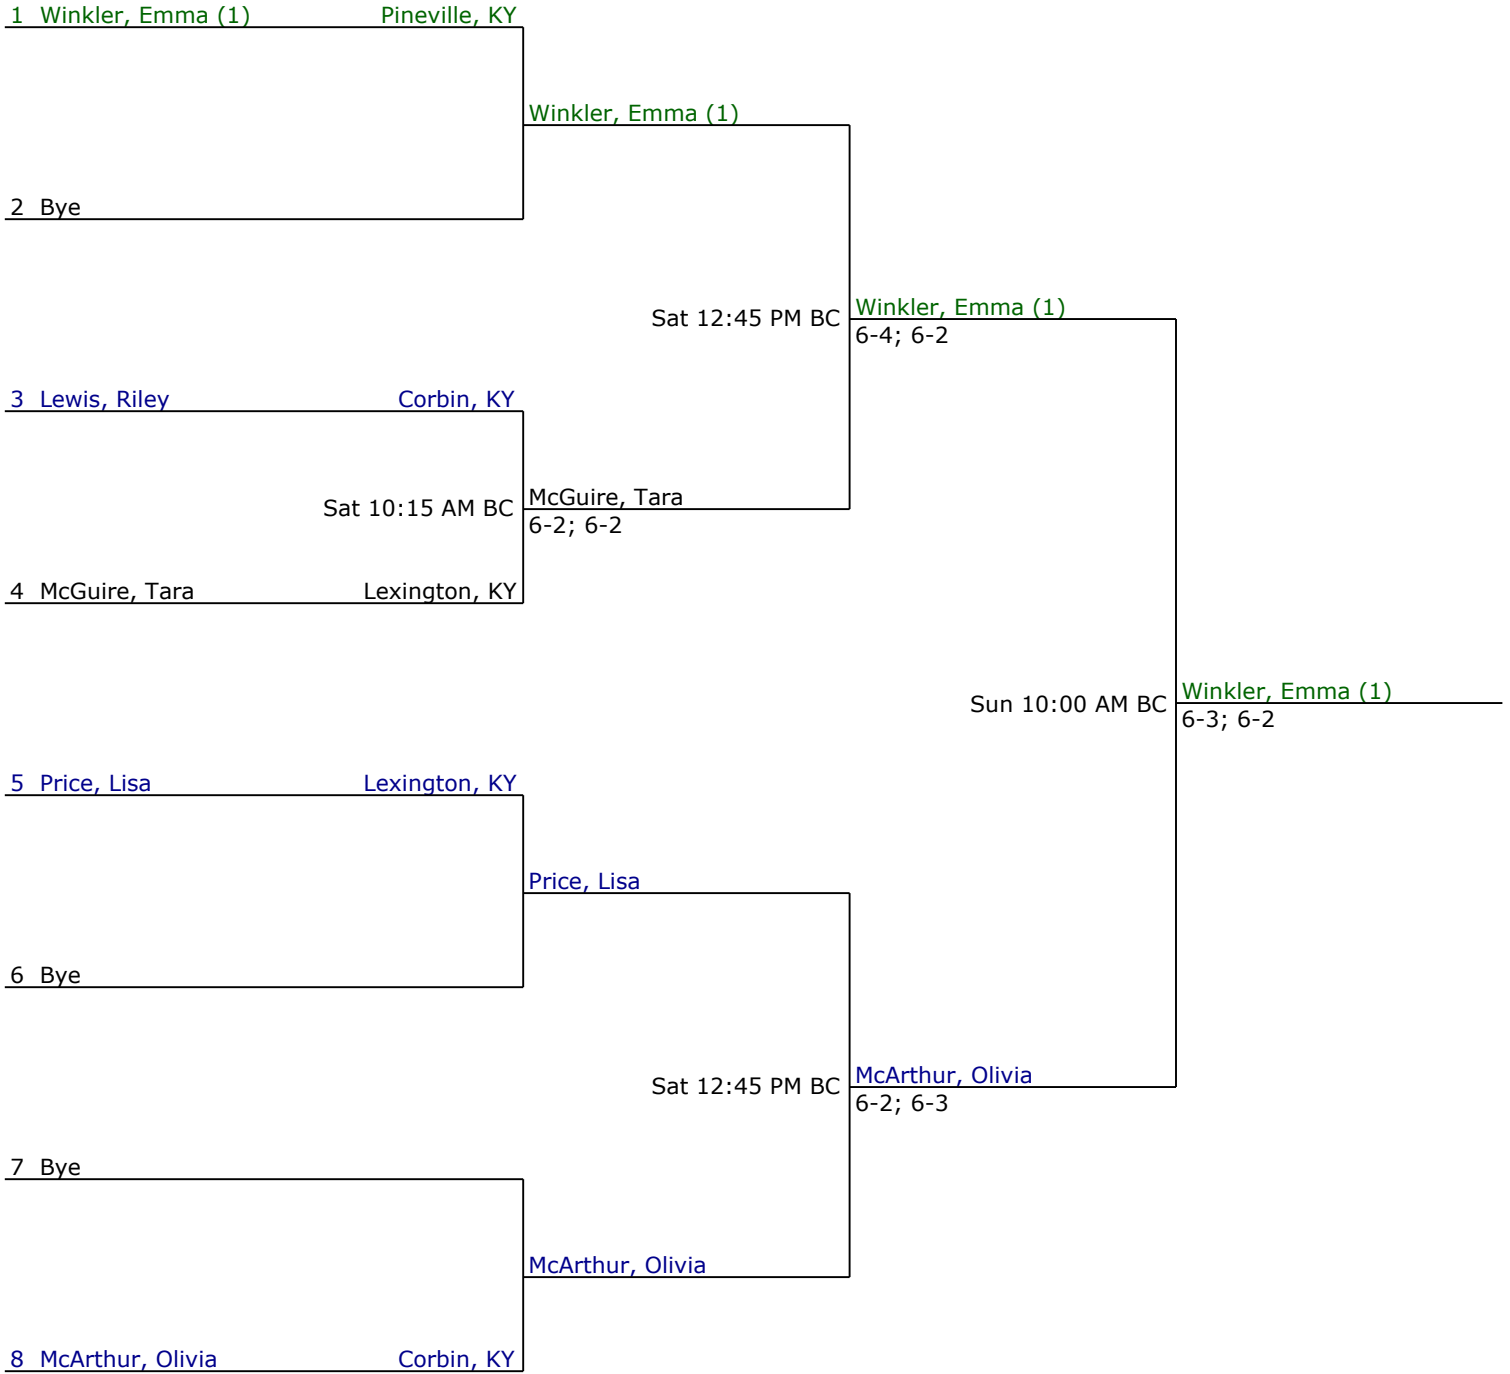 1 Winkler, Emma (1) Pineville, KY
Winkler, Emma (1)
2 Bye
Winkler, Emma (1)
Sat 12:45 PM BC
6-4; 6-2
3 Lewis, Riley Corbin, KY
McGuire, Tara
Sat 10:15 AM BC
6-2; 6-2
4 McGuire, Tara Lexington, KY
Winkler, Emma (1)
Sun 10:00 AM BC
6-3; 6-2
5 Price, Lisa Lexington, KY
Price, Lisa
6 Bye
McArthur, Olivia
Sat 12:45 PM BC
6-2; 6-3
7 Bye
McArthur, Olivia
8 McArthur, Olivia Corbin, KY